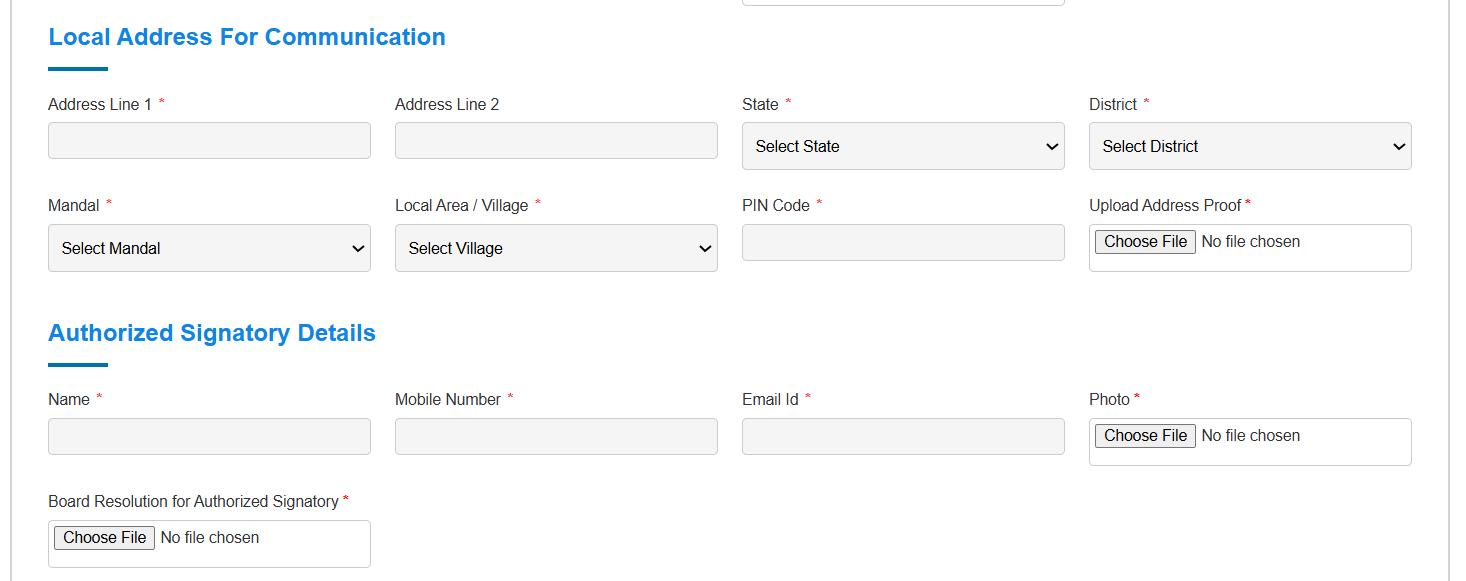 Local Address For Communication
Address Line 1 * Address Line 2 State * District *
Select State Select District
Mandal * Local Area / Village * PIN Code * Upload Address Proof *
Select Mandal Select Village Choose File No file chosen
Authorized Signatory Details
Name * Mobile Number * Email Id * Photo *
Choose File No file chosen
Board Resolution for Authorized Signatory *
Choose File No file chosen